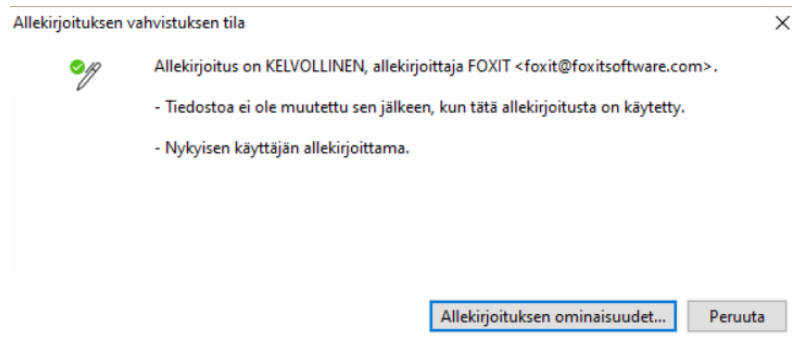 Allekirjoituksen vahvistuksen tila
Allekirjoitus on KELVOLLINEN, allekirjoittaja FOXIT <foxit@foxitsoftware.com>.
- Tiedostoa ei ole muutettu sen jälkeen, kun tätä allekirjoitusta on käytetty.
- Nykyisen käyttäjän allekirjoittama.
Allekirjoituksen ominaisuudet... Peruuta